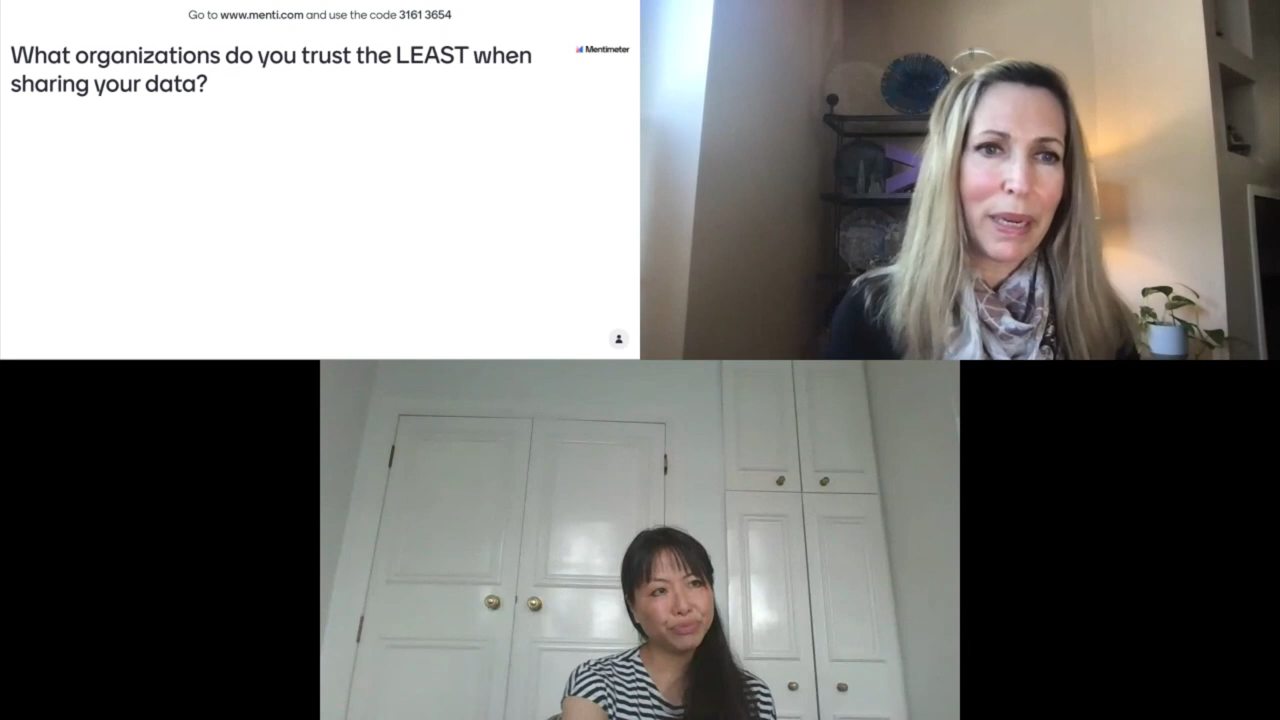 Go to www.menti.com and use the code 3161 3654
What organizations do you trust the LEAST when
sharing your data?
Mentimeter